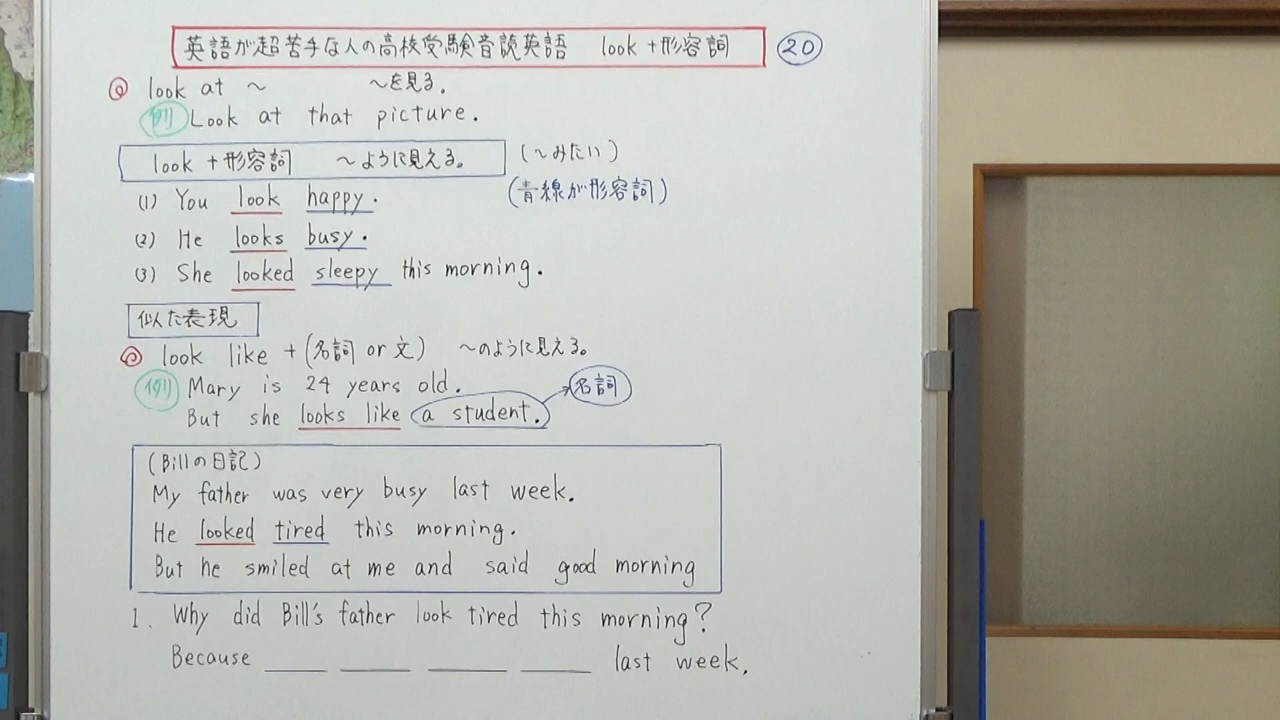 英語が超苦手な人の高校受験音読英語 look+形容詞 20
look at ～ ～を見る。
例 Look at that picture.
look+形容詞 ～ように見える。 (～みたい)
(青線が形容詞)
(1) You look happy.
(2) He looks busy.
(3) She looked sleepy this morning.
似た表現
look like +(名詞 or 文) ～のように見える。
例 Mary is 24 years old. 名詞
But she looks like a student.
(Billの日記)
My father was very busy last week.
He looked tired this morning.
But he smiled at me and said good morning
1. Why did Bill's father look tired this morning?
Because ____ ____ ____ ____ last week.